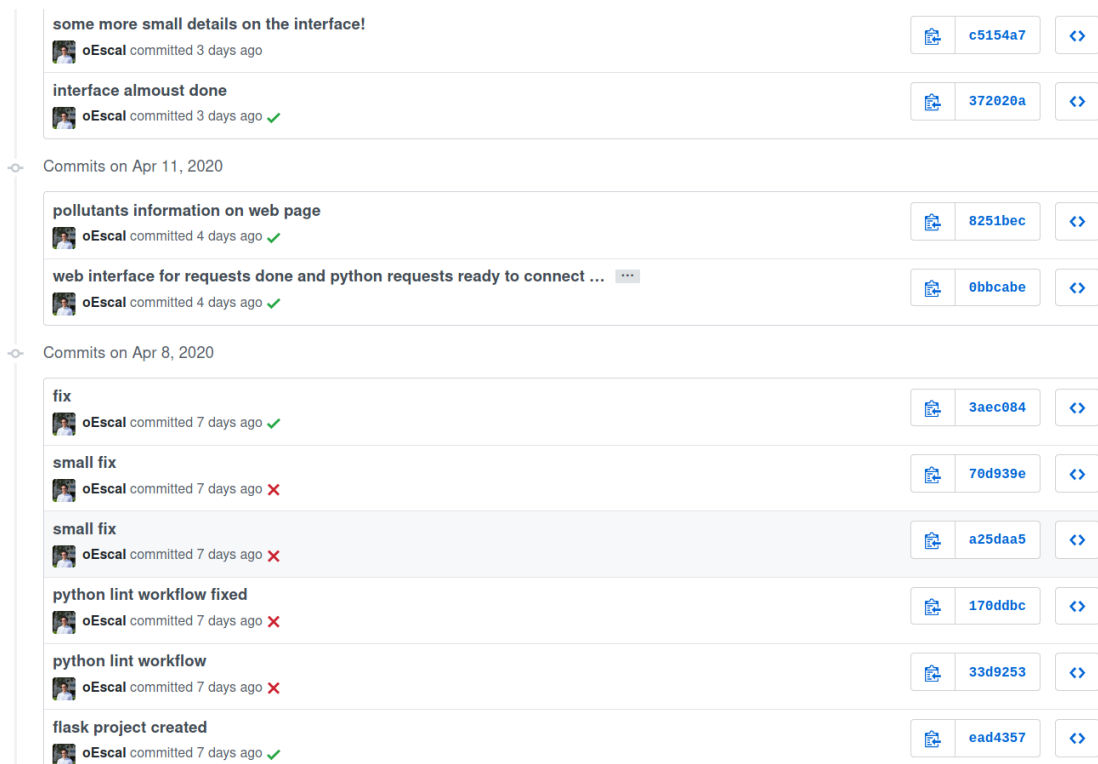 some more small details on the interface!
oEscal committed 3 days ago
c5154a7
interface almoust done
oEscal committed 3 days ago
372020a
Commits on Apr 11, 2020
pollutants information on web page
oEscal committed 4 days ago
8251bec
web interface for requests done and python requests ready to connect … ...
oEscal committed 4 days ago
0bbcabe
Commits on Apr 8, 2020
fix
oEscal committed 7 days ago
3aec084
small fix
oEscal committed 7 days ago
70d939e
small fix
oEscal committed 7 days ago
a25daa5
python lint workflow fixed
oEscal committed 7 days ago
170ddbc
python lint workflow
oEscal committed 7 days ago
33d9253
flask project created
oEscal committed 7 days ago
ead4357